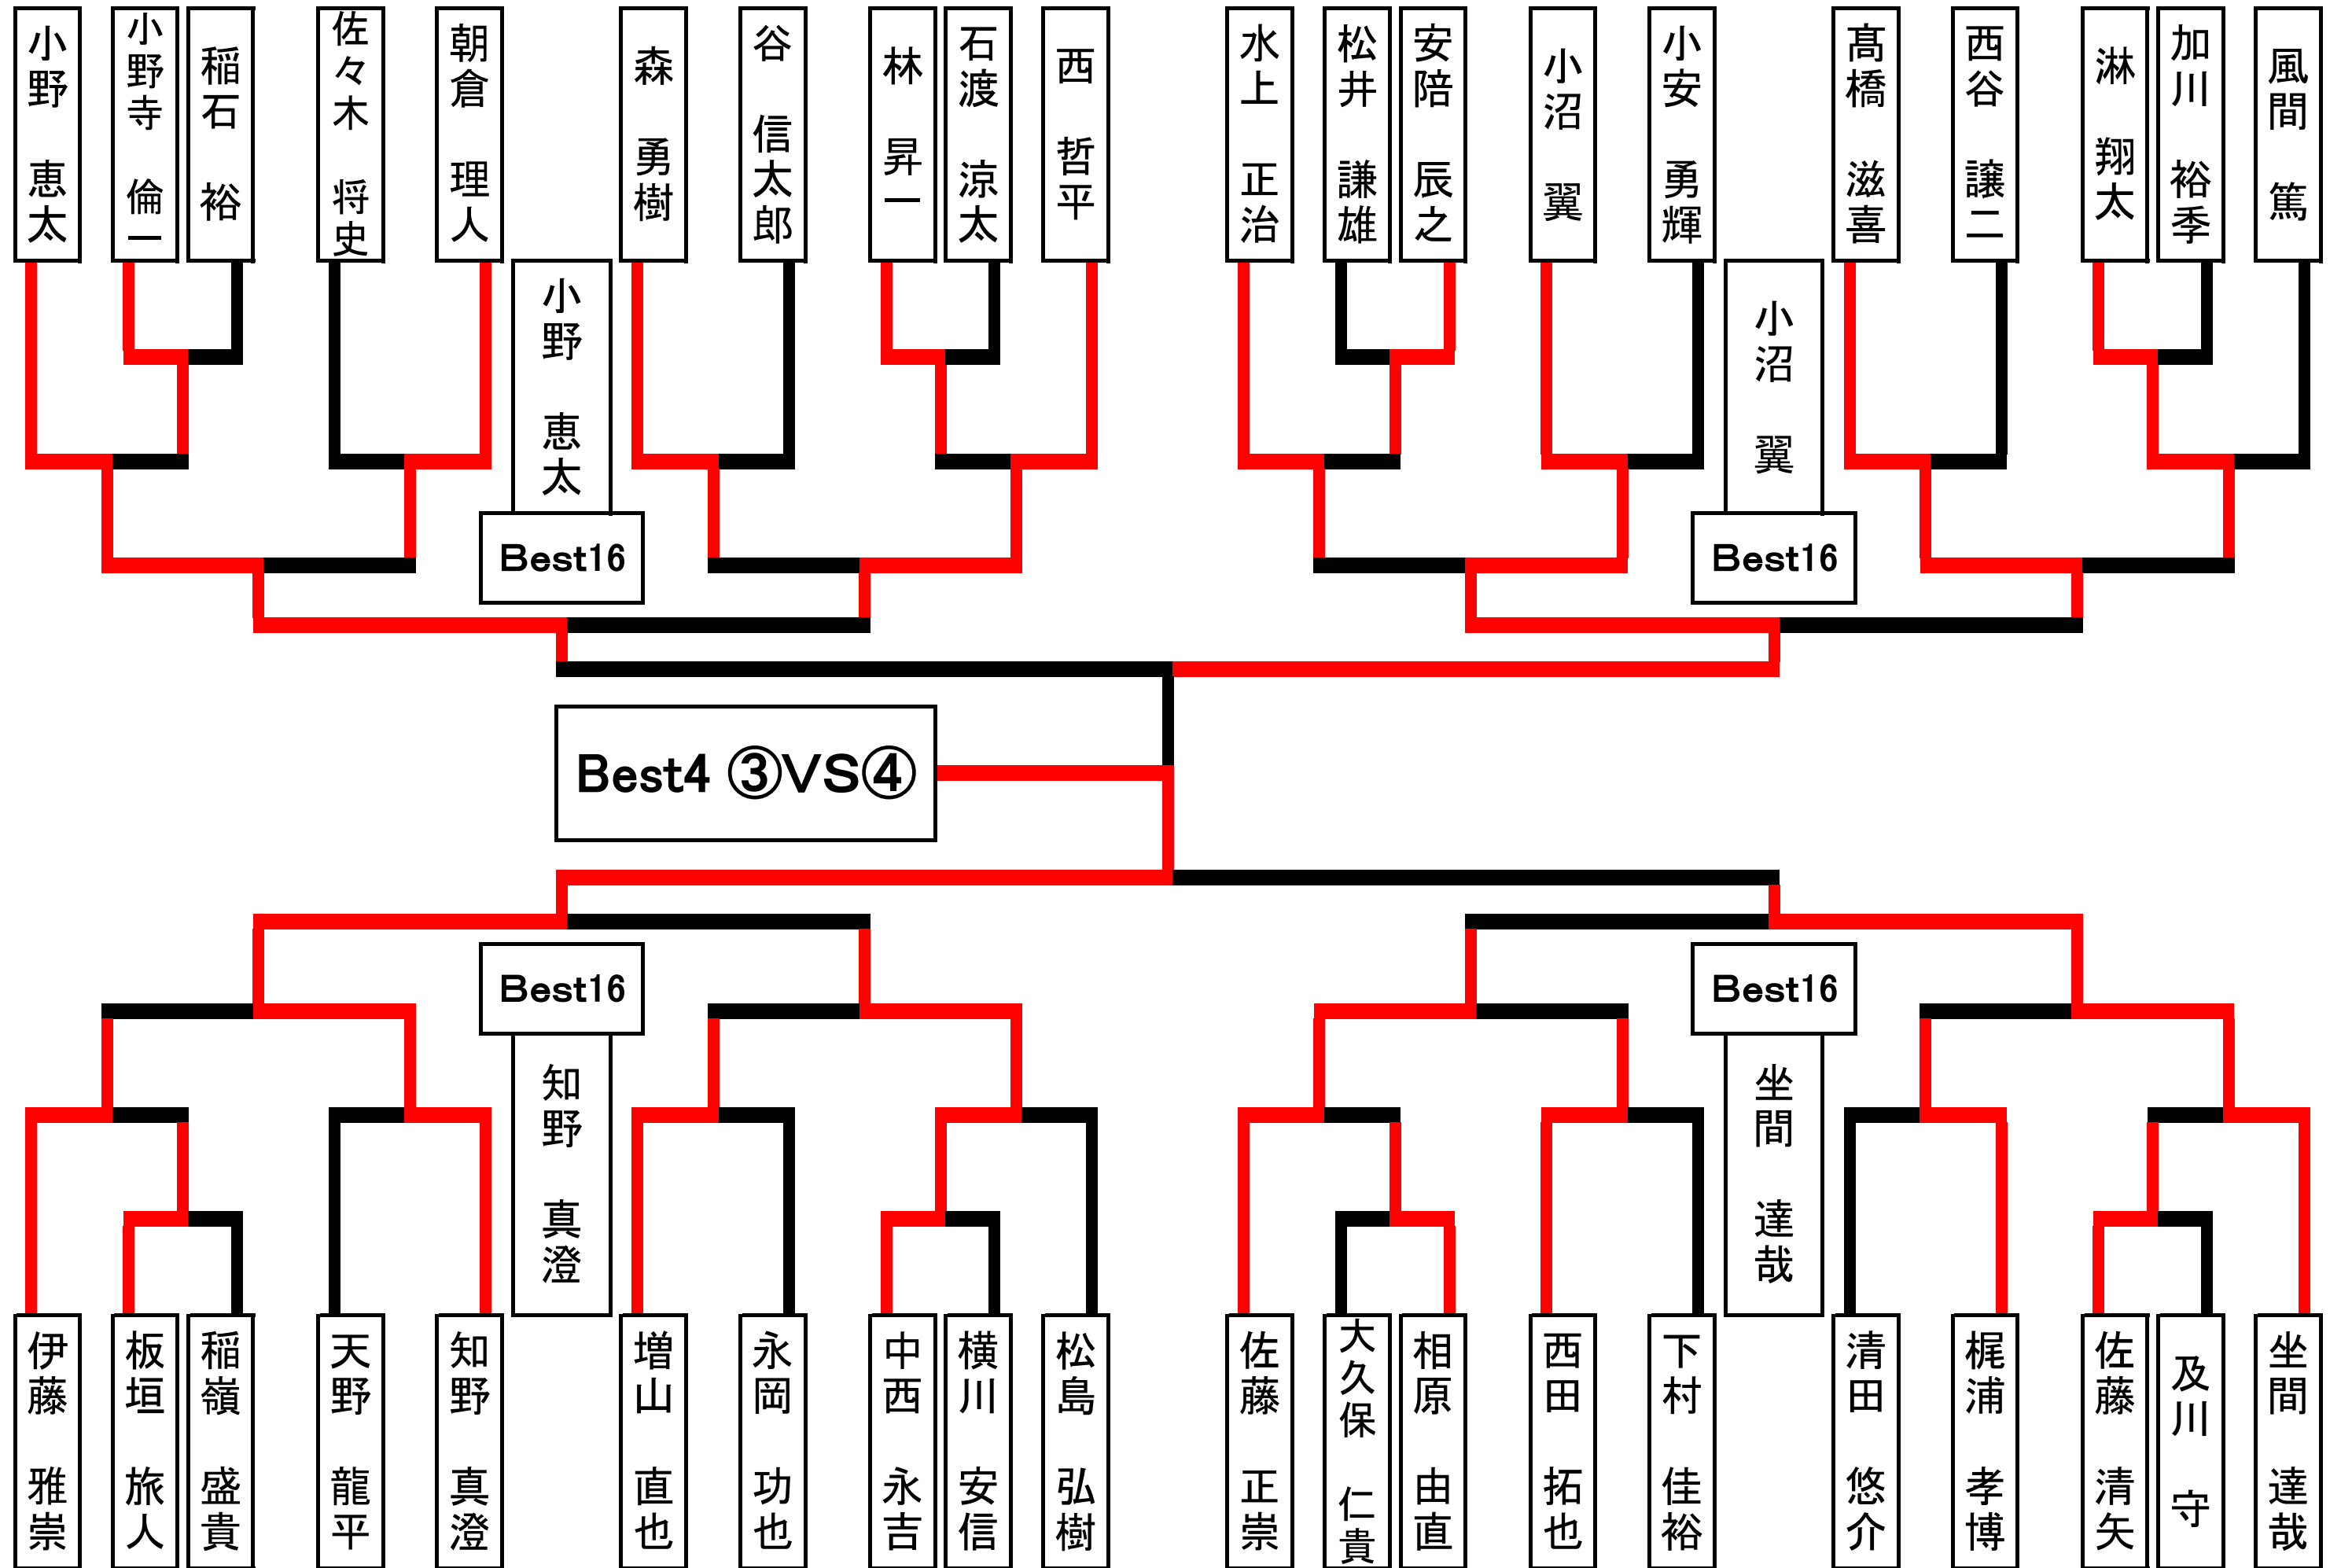 小野 恵太
小野寺 倫一
稲石 裕
佐々木 将史
朝倉 理人
森 勇樹
谷 信太郎
林 昇一
石渡 涼太
西 哲平
水上 正治
松井 謙雄
安陪 辰之
小沼 翼
小安 勇輝
髙橋 滋喜
西谷 譲二
淋 翔太
加川 裕季
風間 篤
小野 恵太
小沼 翼
Best16
Best16
Best4 ③VS④
Best16
Best16
知野 真澄
坐間 達哉
伊藤 雅崇
板垣 旅人
稲嶺 盛貴
天野 龍平
知野 真澄
増山 直也
永岡 功也
中西 永吉
横川 安信
松島 弘樹
佐藤 正崇
大久保 仁貴
相原 由直
西田 拓也
下村 佳裕
清田 悠介
梶浦 孝博
佐藤 清矢
及川 守
坐間 達哉